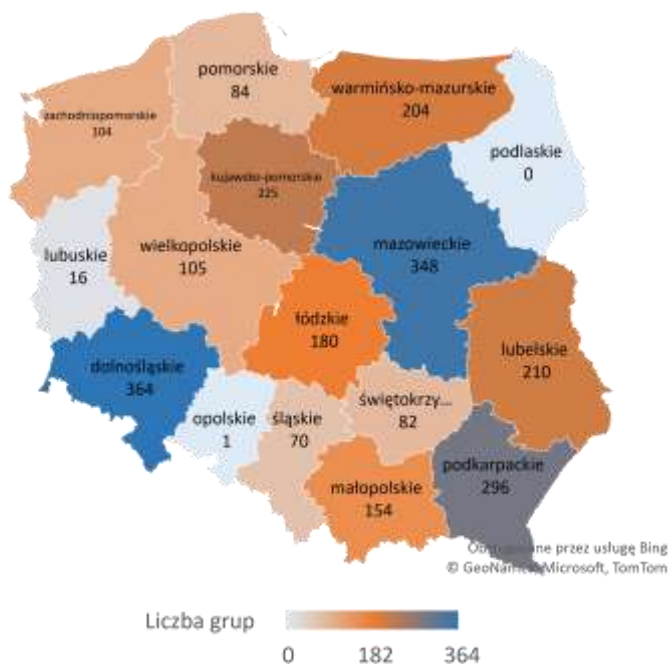 pomorskie
84
warmińsko-mazurskie
204
zachodniopomorskie
104
podlaskie
0
kujawsko-pomorskie
225
mazowieckie
348
wielkopolskie
105
lubuskie
16
łódzkie
180
lubelskie
210
dolnośląskie
364
opolskie
1
śląskie
70
świętokrzy...
82
podkarpackie
296
małopolskie
154
przez usługę Bing
© Microsoft, TomTom
Liczba grup
0 182 364